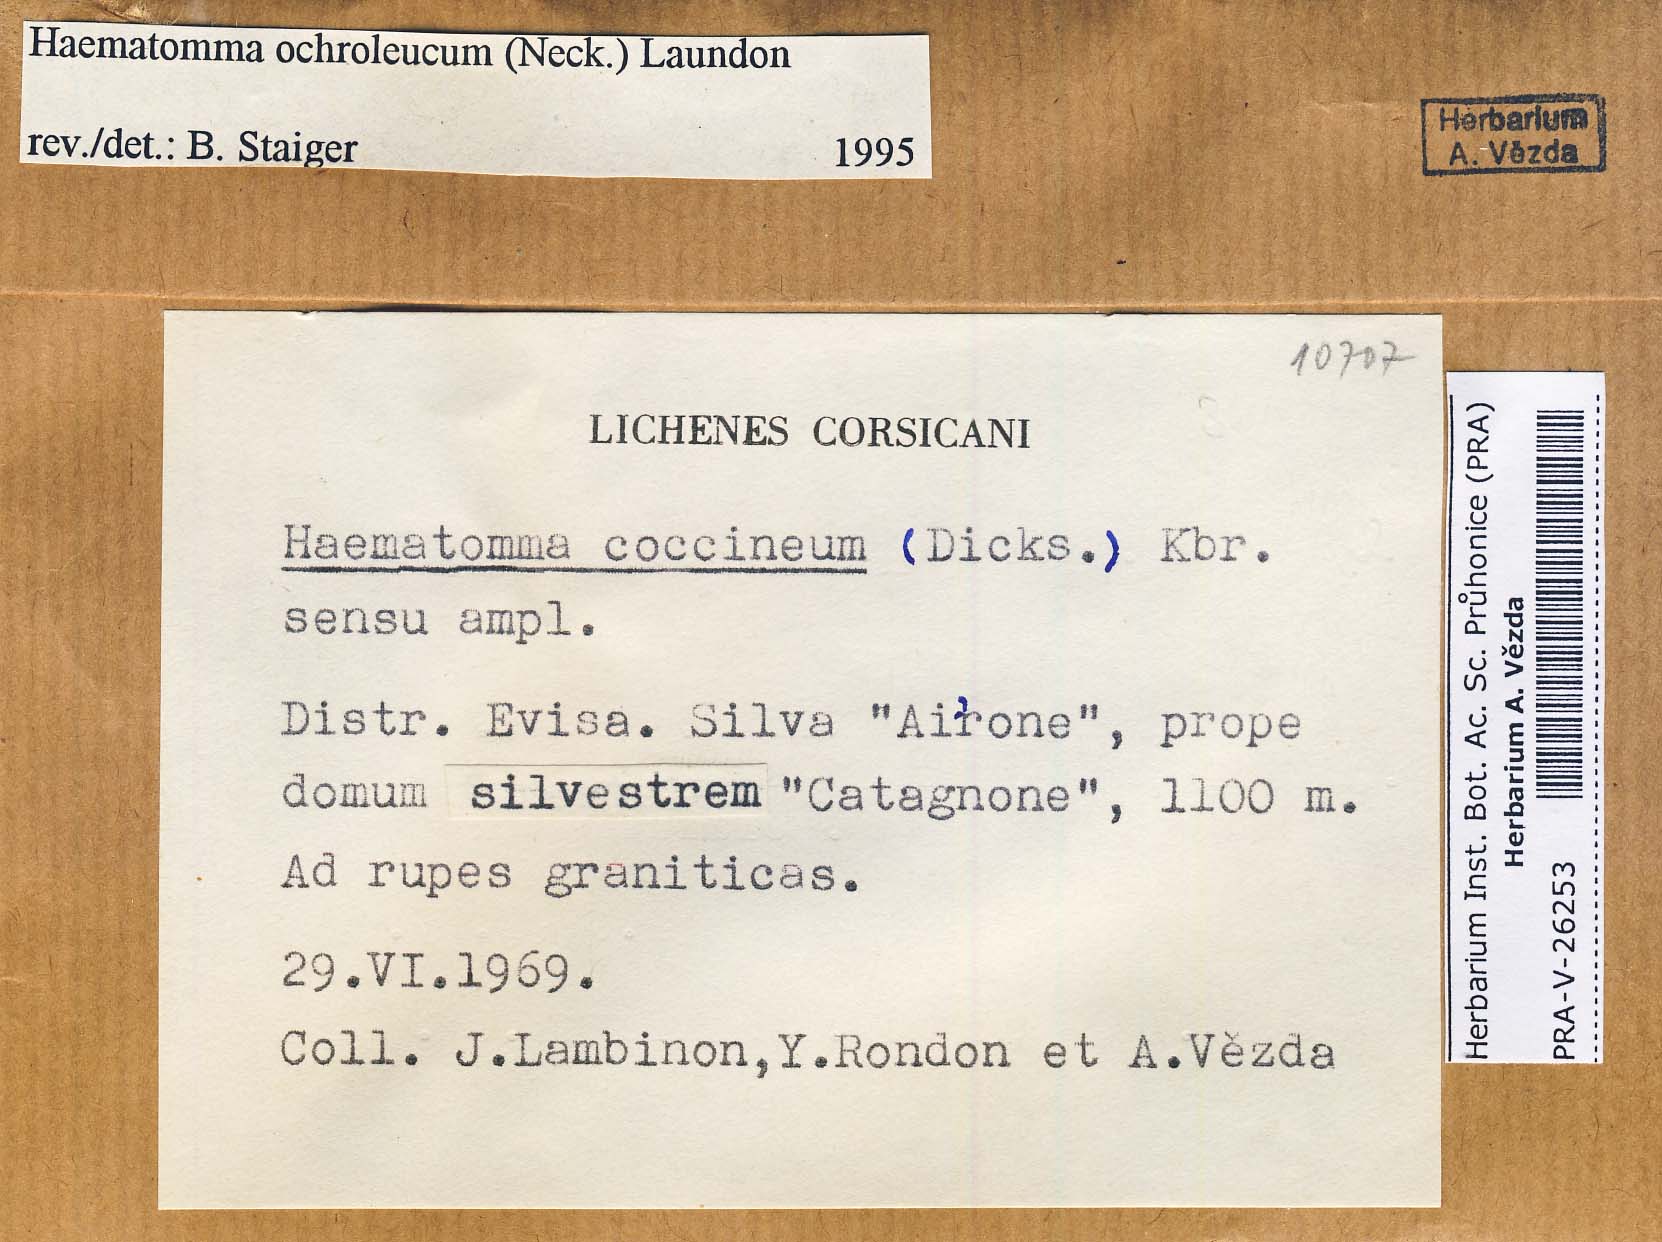 Haematomma ochroleucum (Neck.) Laundon
rev./det.: B. Staiger 1995
Herbarium
A. Vězda
10707
LICHENES CORSICANI
Haematomma coccineum (Dicks.) Kbr.
sensu ampl.
Distr. Evisa. Silva "Aitone", prope
domum silvestrem "Catagnone", 1100 m.
Ad rupes graniticas.
29.VI.1969.
Coll. J.Lambinon,Y.Rondon et A.Vězda
Herbarium Inst. Bot. Ac. Sc. Průhonice (PRA)
Herbarium A. Vězda
PRA-V-26253